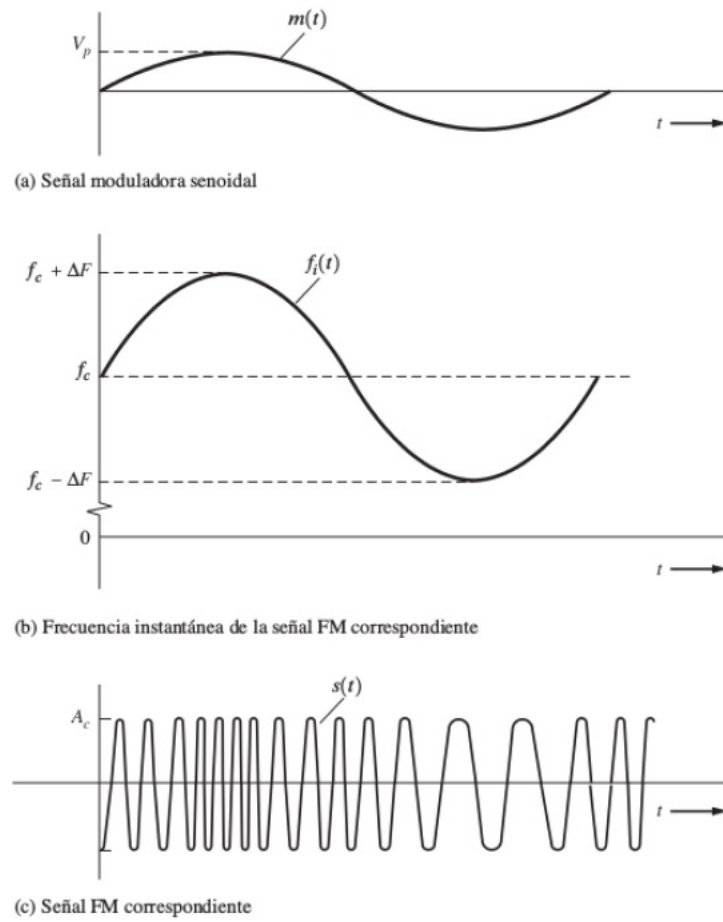 m(t)
V_p
t
(a) Señal moduladora senoidal
f_c + ΔF
f_i(t)
f_c
f_c − ΔF
0
t
(b) Frecuencia instantánea de la señal FM correspondiente
s(t)
A_c
t
(c) Señal FM correspondiente